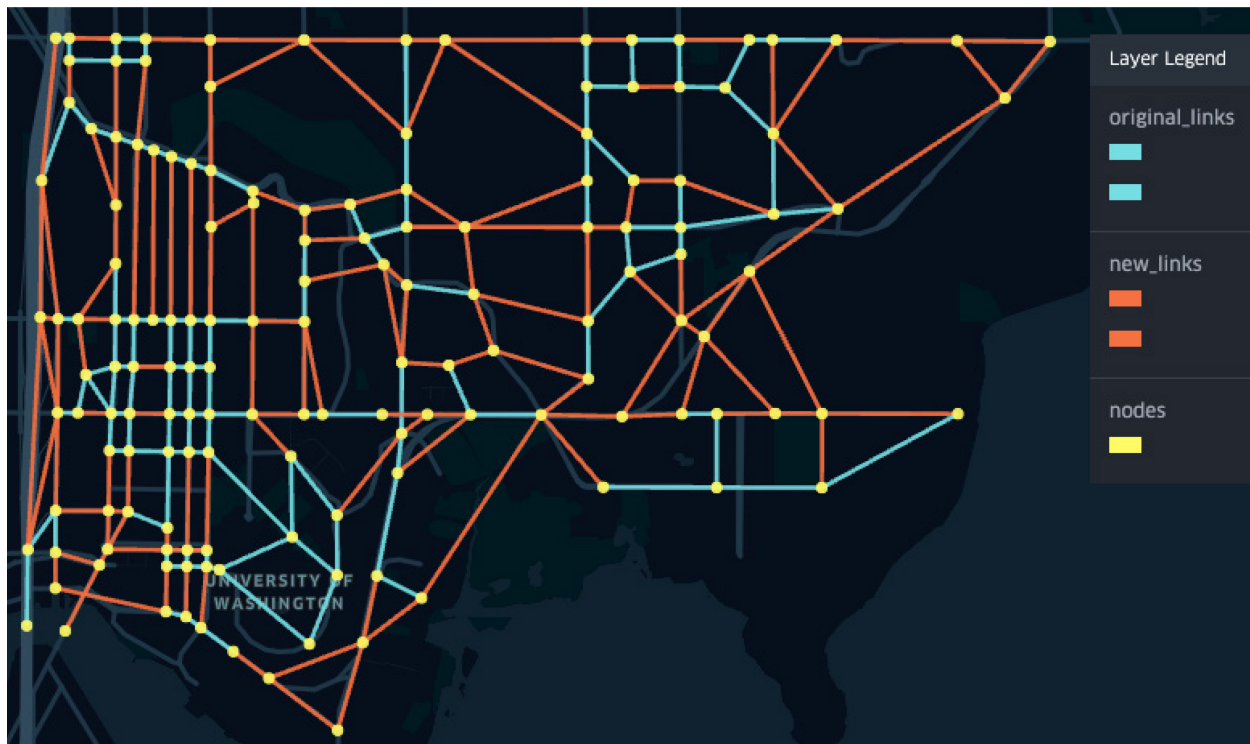 Layer Legend
original_links
new_links
nodes
UNIVERSITY OF
WASHINGTON